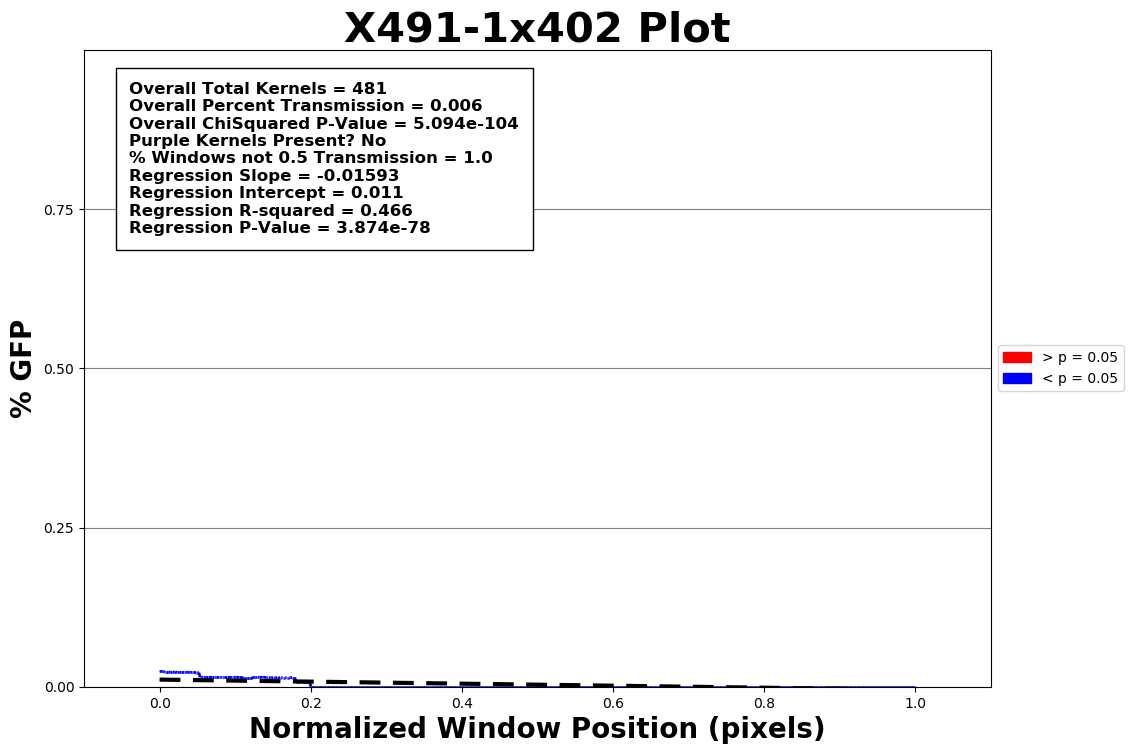 X491-1x402 Plot
Overall Total Kernels = 481
Overall Percent Transmission = 0.006
Overall ChiSquared P-Value = 5.094e-104
Purple Kernels Present? No
% Windows not 0.5 Transmission = 1.0
Regression Slope = -0.01593
Regression Intercept = 0.011
Regression R-squared = 0.466
Regression P-Value = 3.874e-78
% GFP
0.75
0.50
0.25
0.00
> p = 0.05
< p = 0.05
0.0 0.2 0.4 0.6 0.8 1.0
Normalized Window Position (pixels)